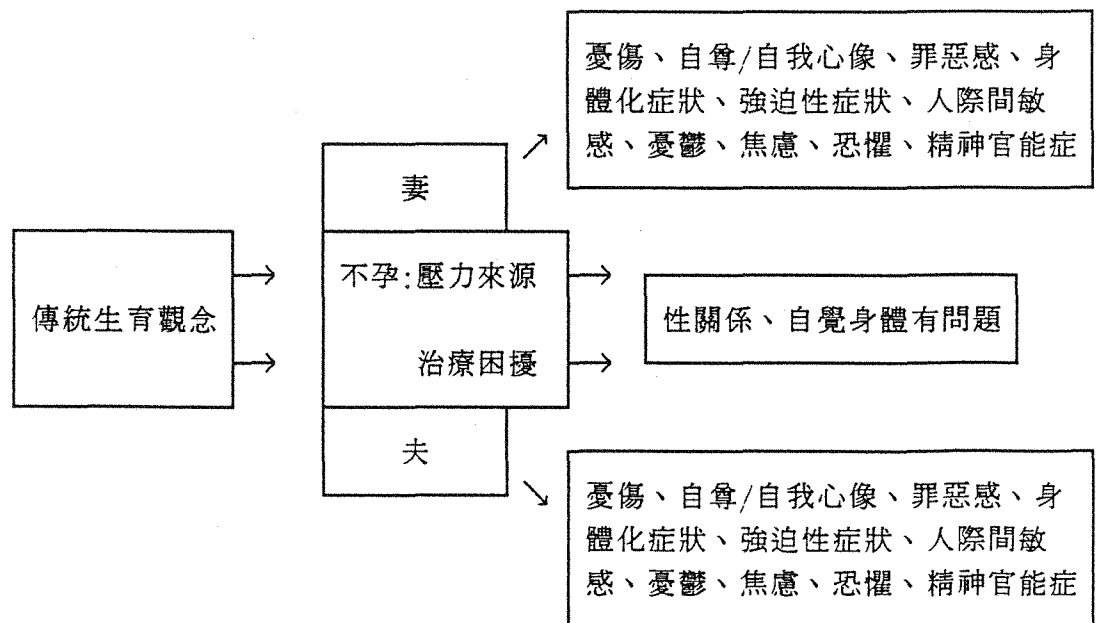 憂傷、自尊/自我心像、罪惡感、身
體化症狀、強迫性症狀、人際間敏
感、憂鬱、焦慮、恐懼、精神官能症
妻
傳統生育觀念
不孕:壓力來源
治療困擾
性關係、自覺身體有問題
夫
憂傷、自尊/自我心像、罪惡感、身
體化症狀、強迫性症狀、人際間敏
感、憂鬱、焦慮、恐懼、精神官能症